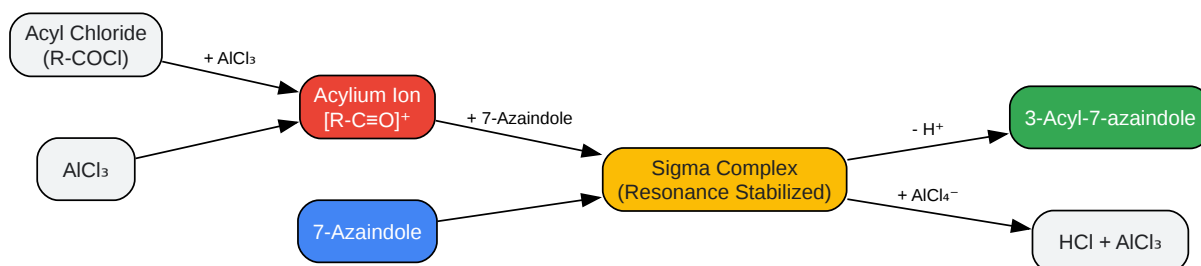 Acyl Chloride
(R-COCl)
+ AlCl₃
AlCl₃
Acylium Ion
[R-C≡O]⁺
+ 7-Azaindole
7-Azaindole
Sigma Complex
(Resonance Stabilized)
- H⁺
+ AlCl₄⁻
3-Acyl-7-azaindole
HCl + AlCl₃